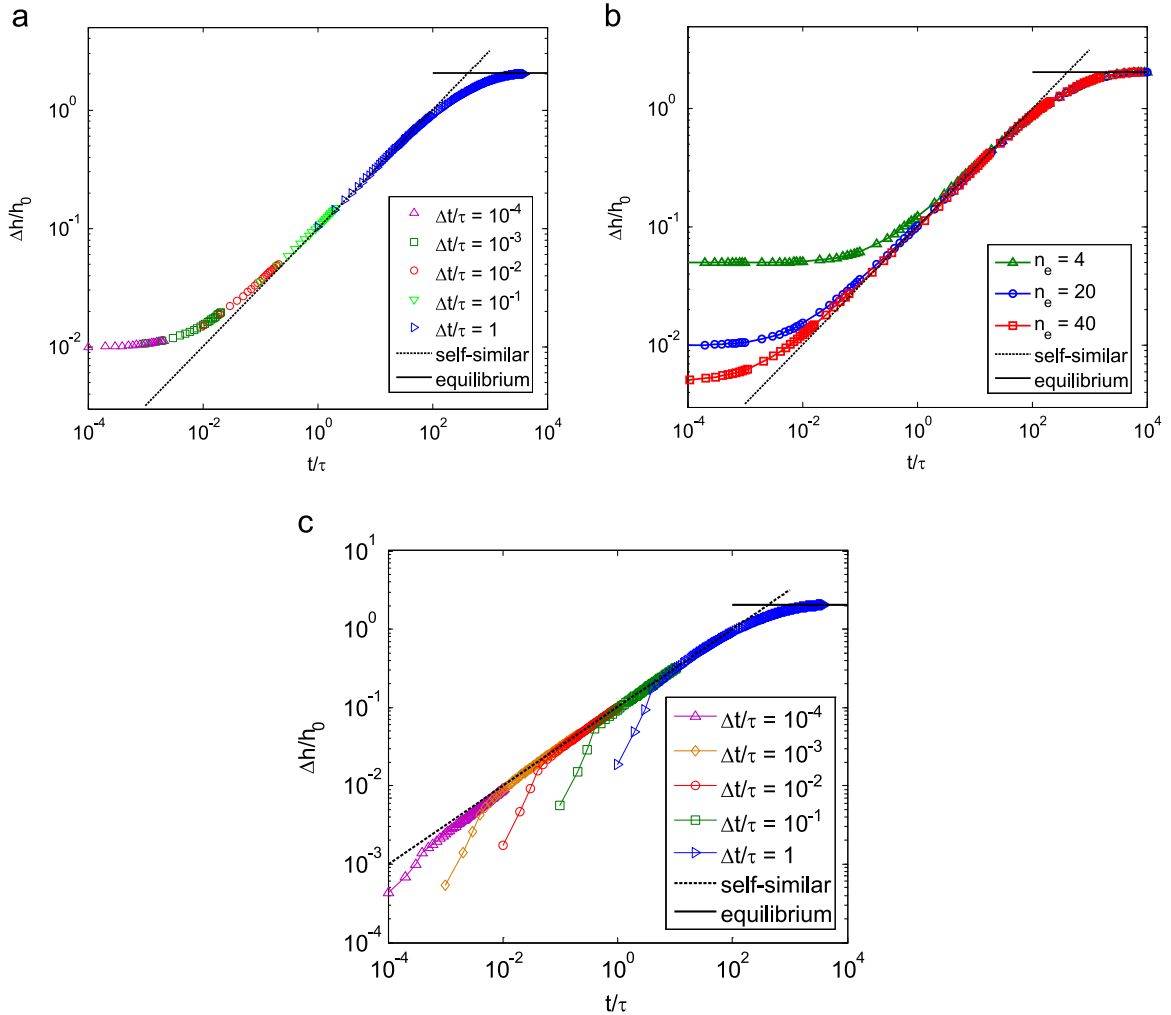 a
10^0
10^-1
10^-2
Δh/h_0
10^-4
10^-2
10^0
10^2
10^4
t/τ
Δt/τ = 10^-4
Δt/τ = 10^-3
Δt/τ = 10^-2
Δt/τ = 10^-1
Δt/τ = 1
self-similar
equilibrium
b
10^0
10^-1
10^-2
Δh/h_0
10^-4
10^-2
10^0
10^2
10^4
t/τ
n_e = 4
n_e = 20
n_e = 40
self-similar
equilibrium
c
10^1
10^0
10^-1
10^-2
10^-3
10^-4
Δh/h_0
10^-4
10^-2
10^0
10^2
10^4
t/τ
Δt/τ = 10^-4
Δt/τ = 10^-3
Δt/τ = 10^-2
Δt/τ = 10^-1
Δt/τ = 1
self-similar
equilibrium